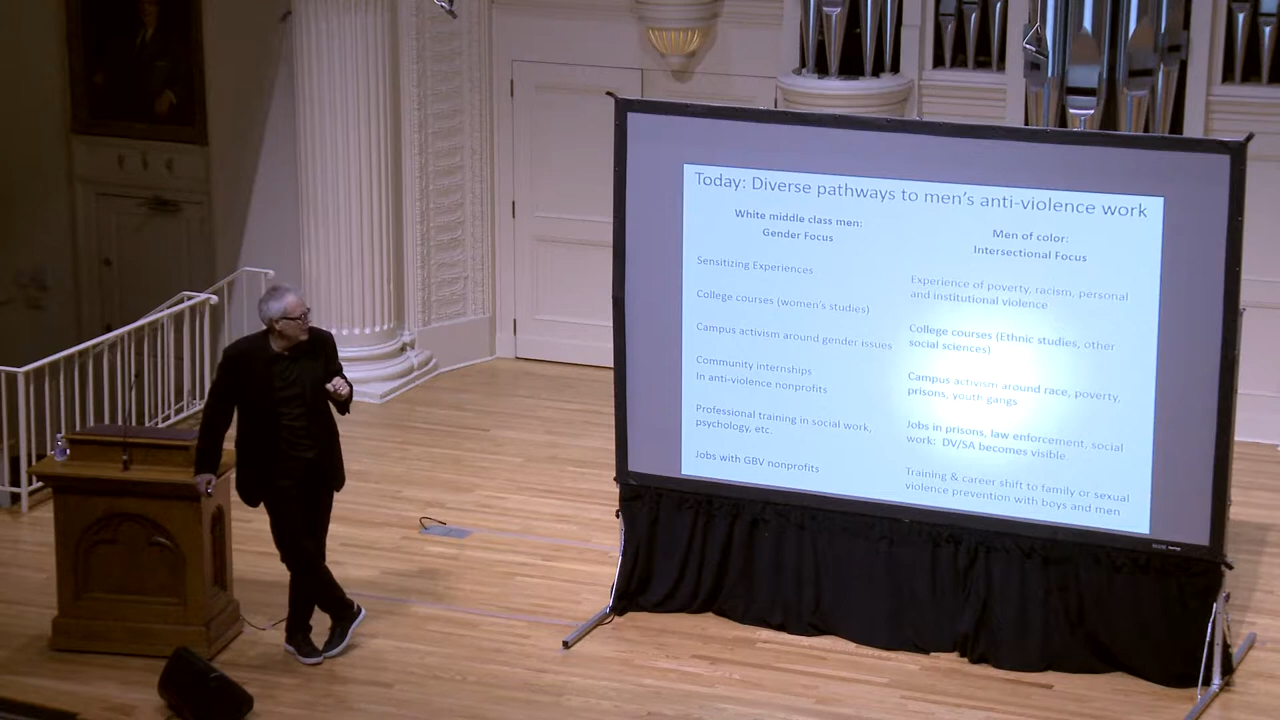 Today: Diverse pathways to men's anti-violence work
White middle class men:
Gender Focus
Sensitizing Experiences
College courses (women's studies)
Campus activism around gender issues
Community internships
In anti-violence nonprofits
Professional training in social work,
psychology, etc.
Jobs with GBV nonprofits
Men of color:
Intersectional Focus
Experience of poverty, racism, personal
and institutional violence
College courses (Ethnic studies, other
social sciences)
Campus activism around race, poverty,
prisons, youth gangs
Jobs in prisons, law enforcement, social
work: DV/SA becomes visible.
Training & career shift to family or sexual
violence prevention with boys and men